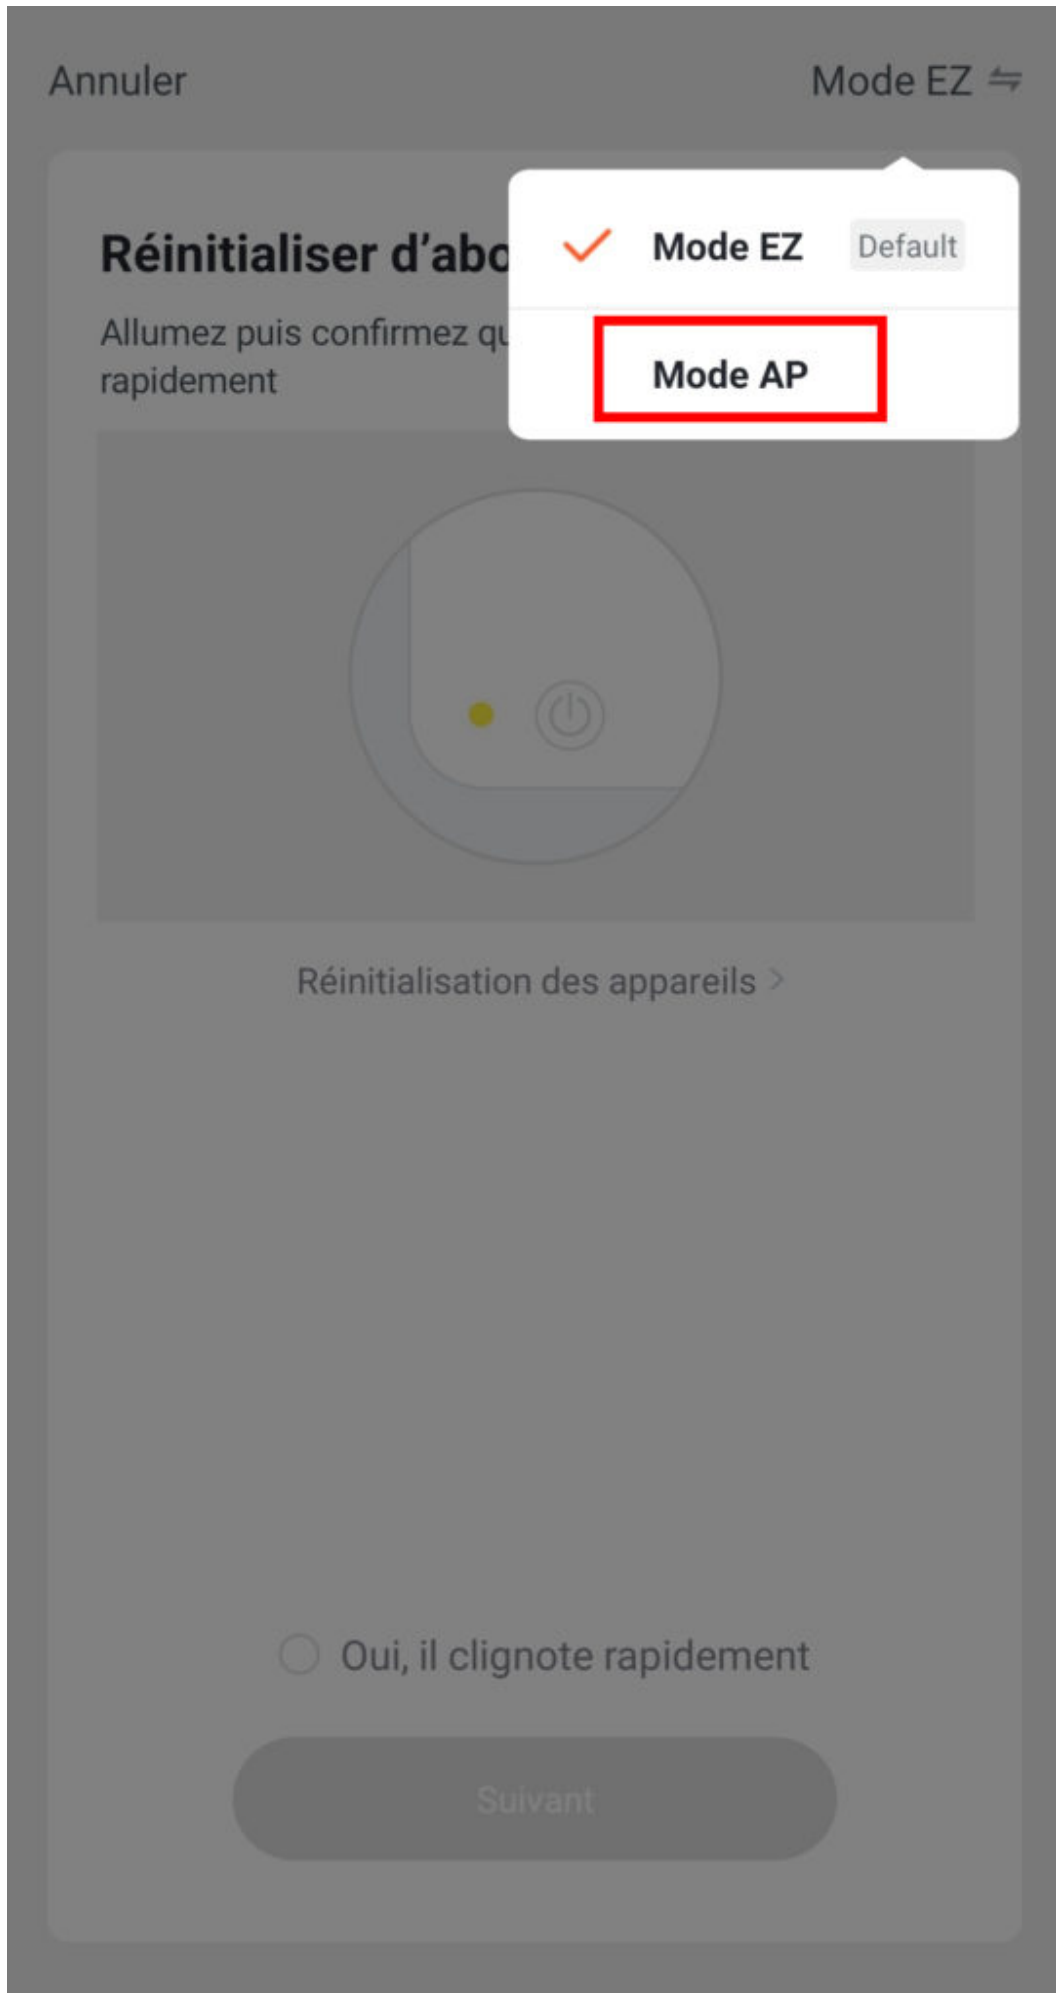 Annuler
Mode EZ
Mode EZ Default
Mode AP
Réinitialiser d'abo
Allumez puis confirmez qu
rapidement
Réinitialisation des appareils >
Oui, il clignote rapidement
Suivant